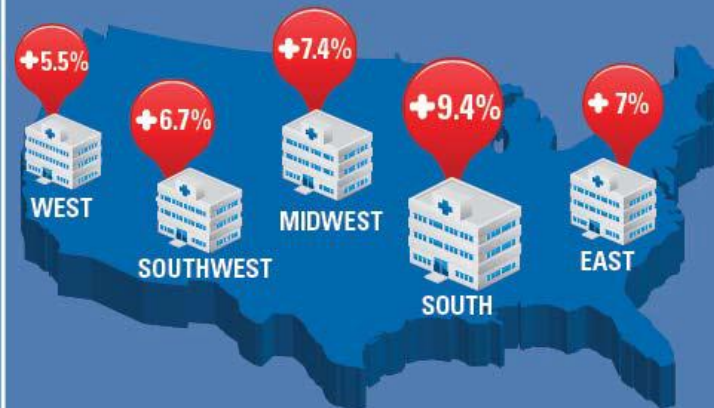 +5.5%
WEST
+6.7%
SOUTHWEST
+7.4%
MIDWEST
+9.4%
SOUTH
+ 7%
EAST